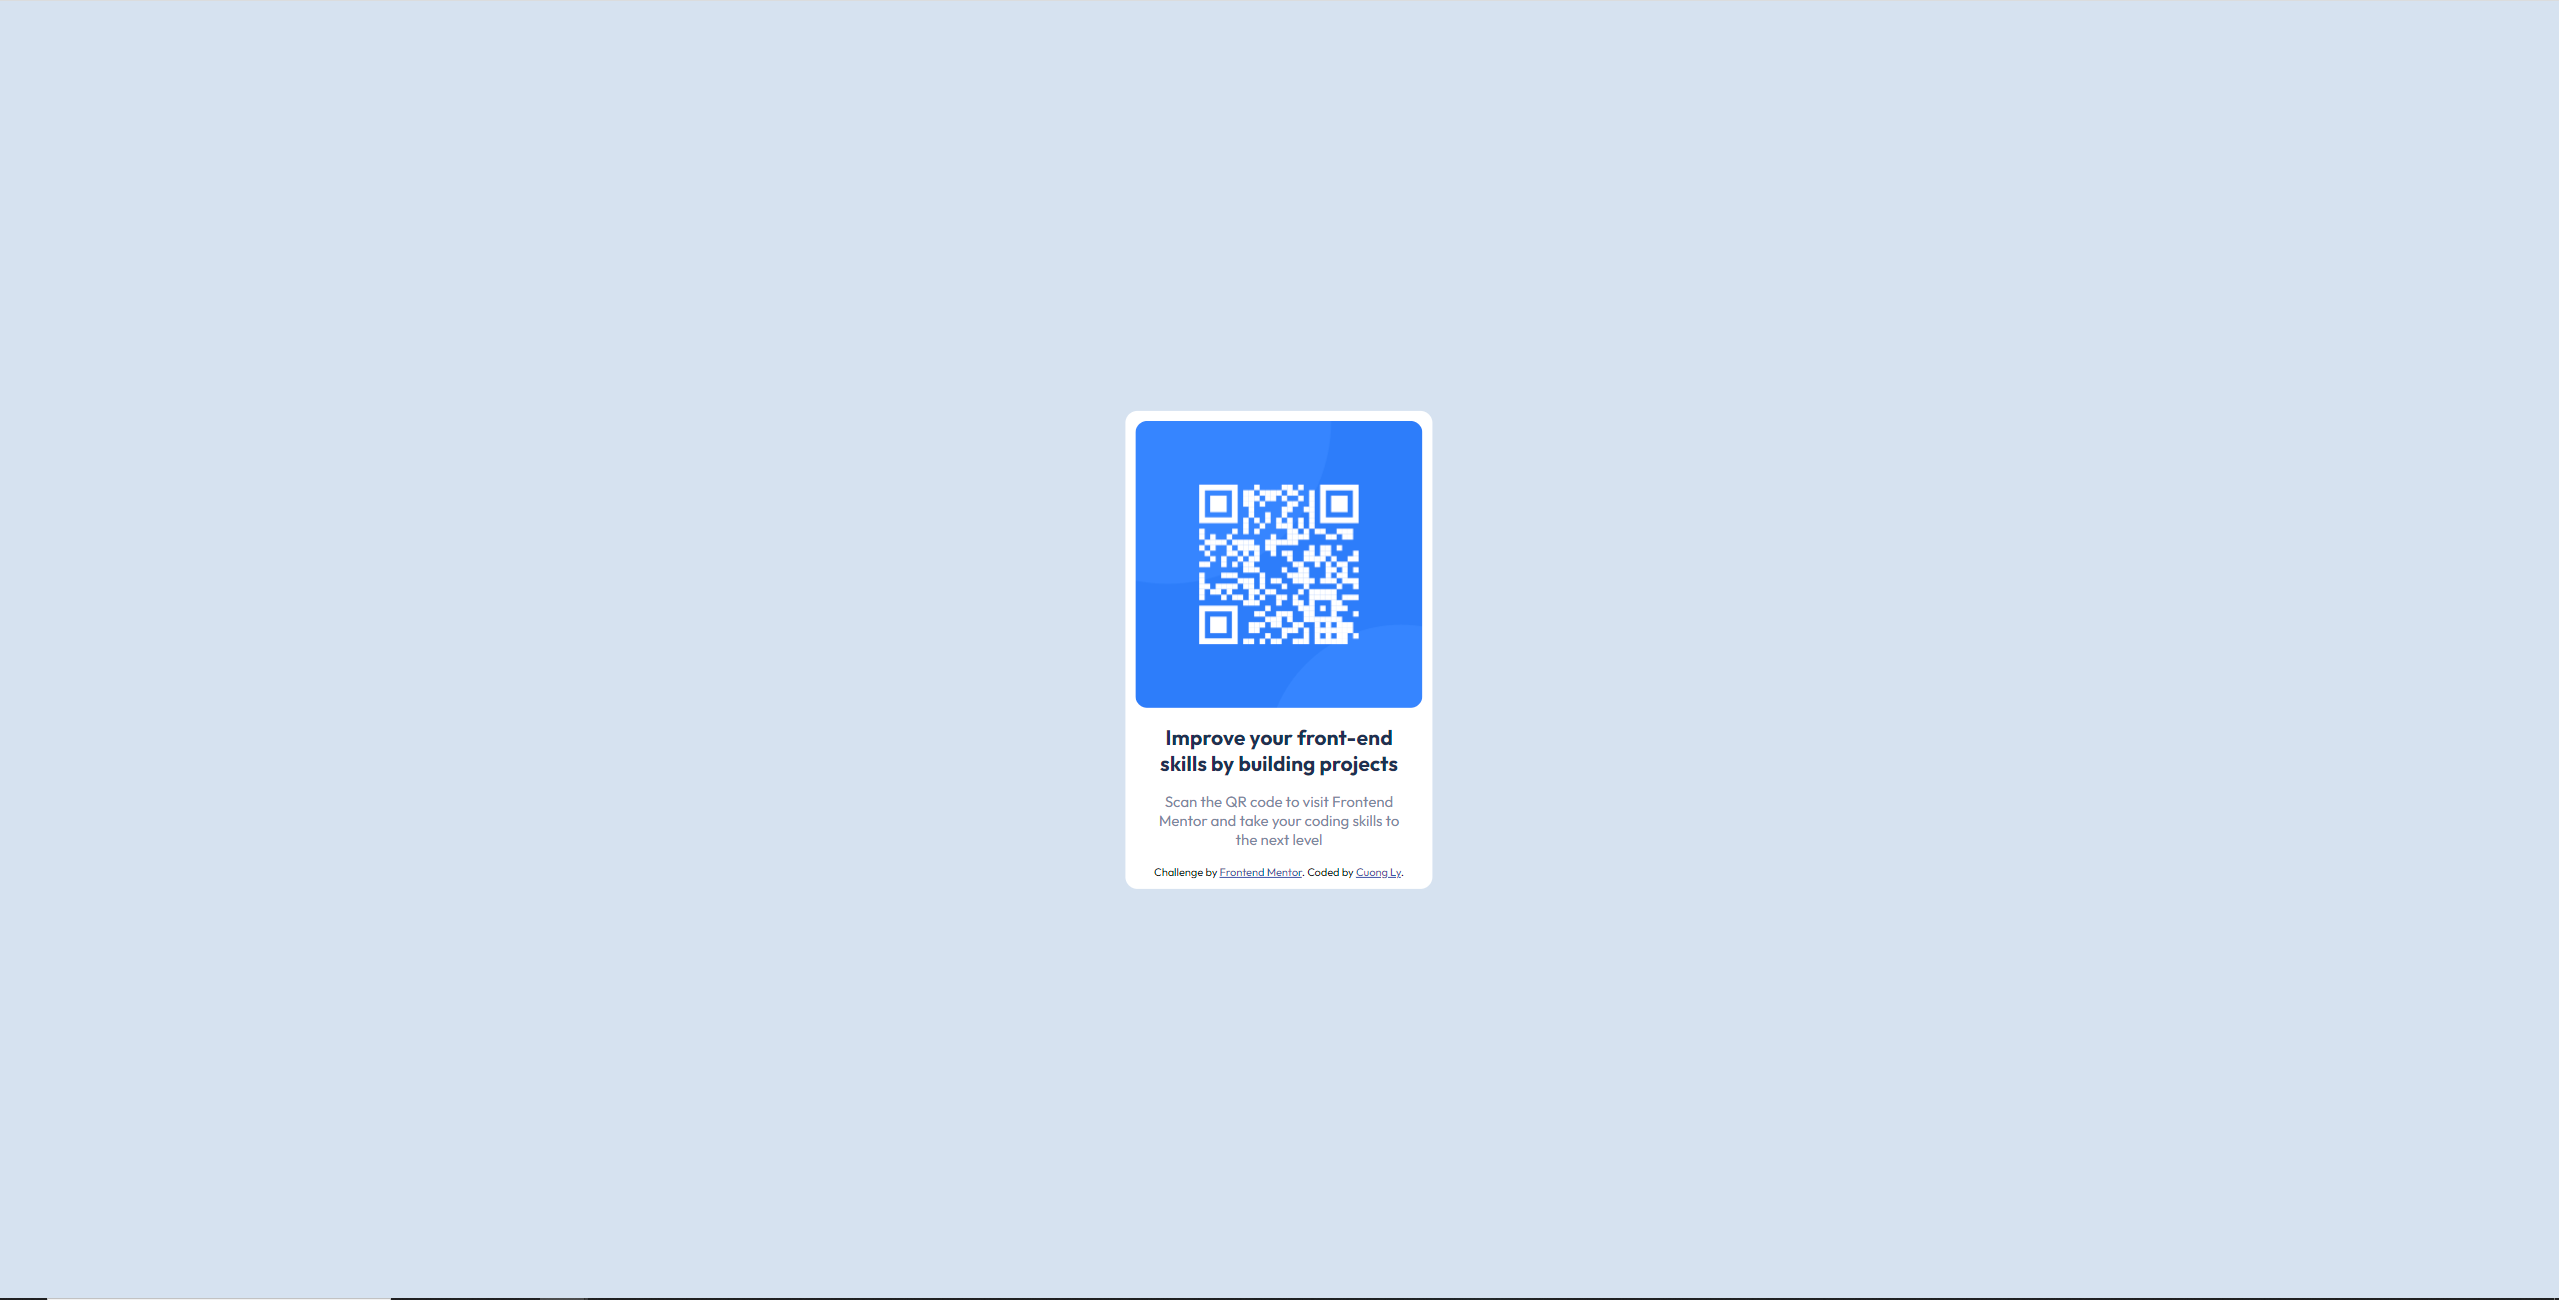 Improve your front-end
skills by building projects
Scan the QR code to visit Frontend
Mentor and take your coding skills to
the next level
Challenge by Frontend Mentor. Coded by Cuong Ly.